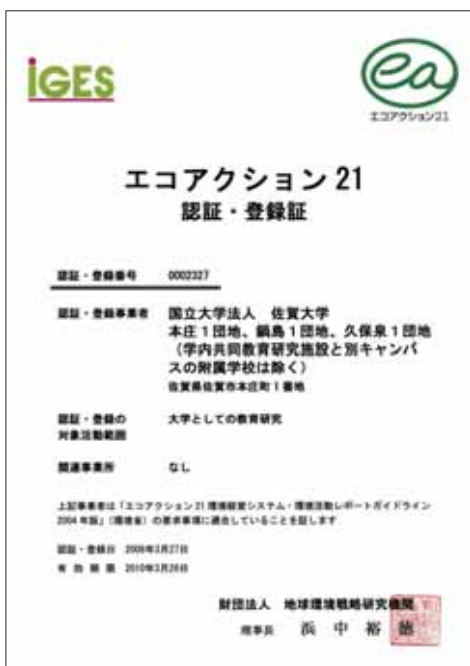 IGES
ea
エコアクション21
エコアクション21
認証・登録証
認証・登録番号 0002327
認証・登録事業者 国立大学法人 佐賀大学
本庄1団地、鍋島1団地、久保泉1団地
(学内共同教育研究施設と別キャンパ
スの附属学校は除く)
佐賀県佐賀市本庄町1番地
認証・登録の 大学としての教育研究
対象活動範囲
関連事業所 なし
上記事業者は「エコアクション21環境経営システム・環境活動レポートガイドライン
2004年版」(環境省)の要求事項に適合していることを証します
認証・登録日 2008年3月27日
有効期限 2010年3月26日
財団法人 地球環境戦略研究機関
理事長 浜中裕徳